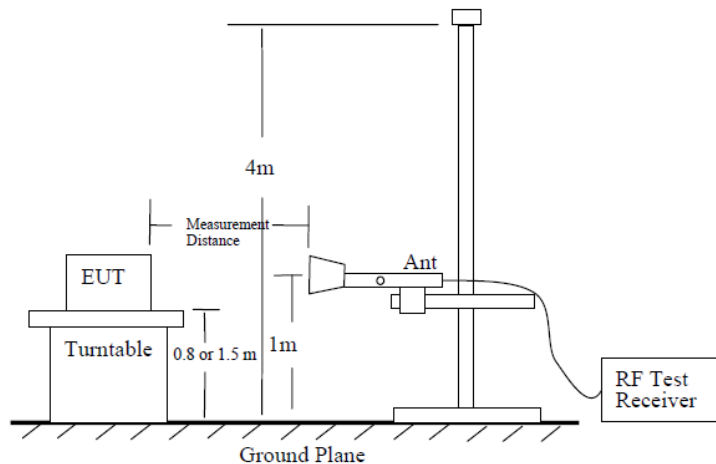 4m
Measurement
Distance
EUT
Ant
Turntable
0.8 or 1.5 m
1m
RF Test
Receiver
Ground Plane